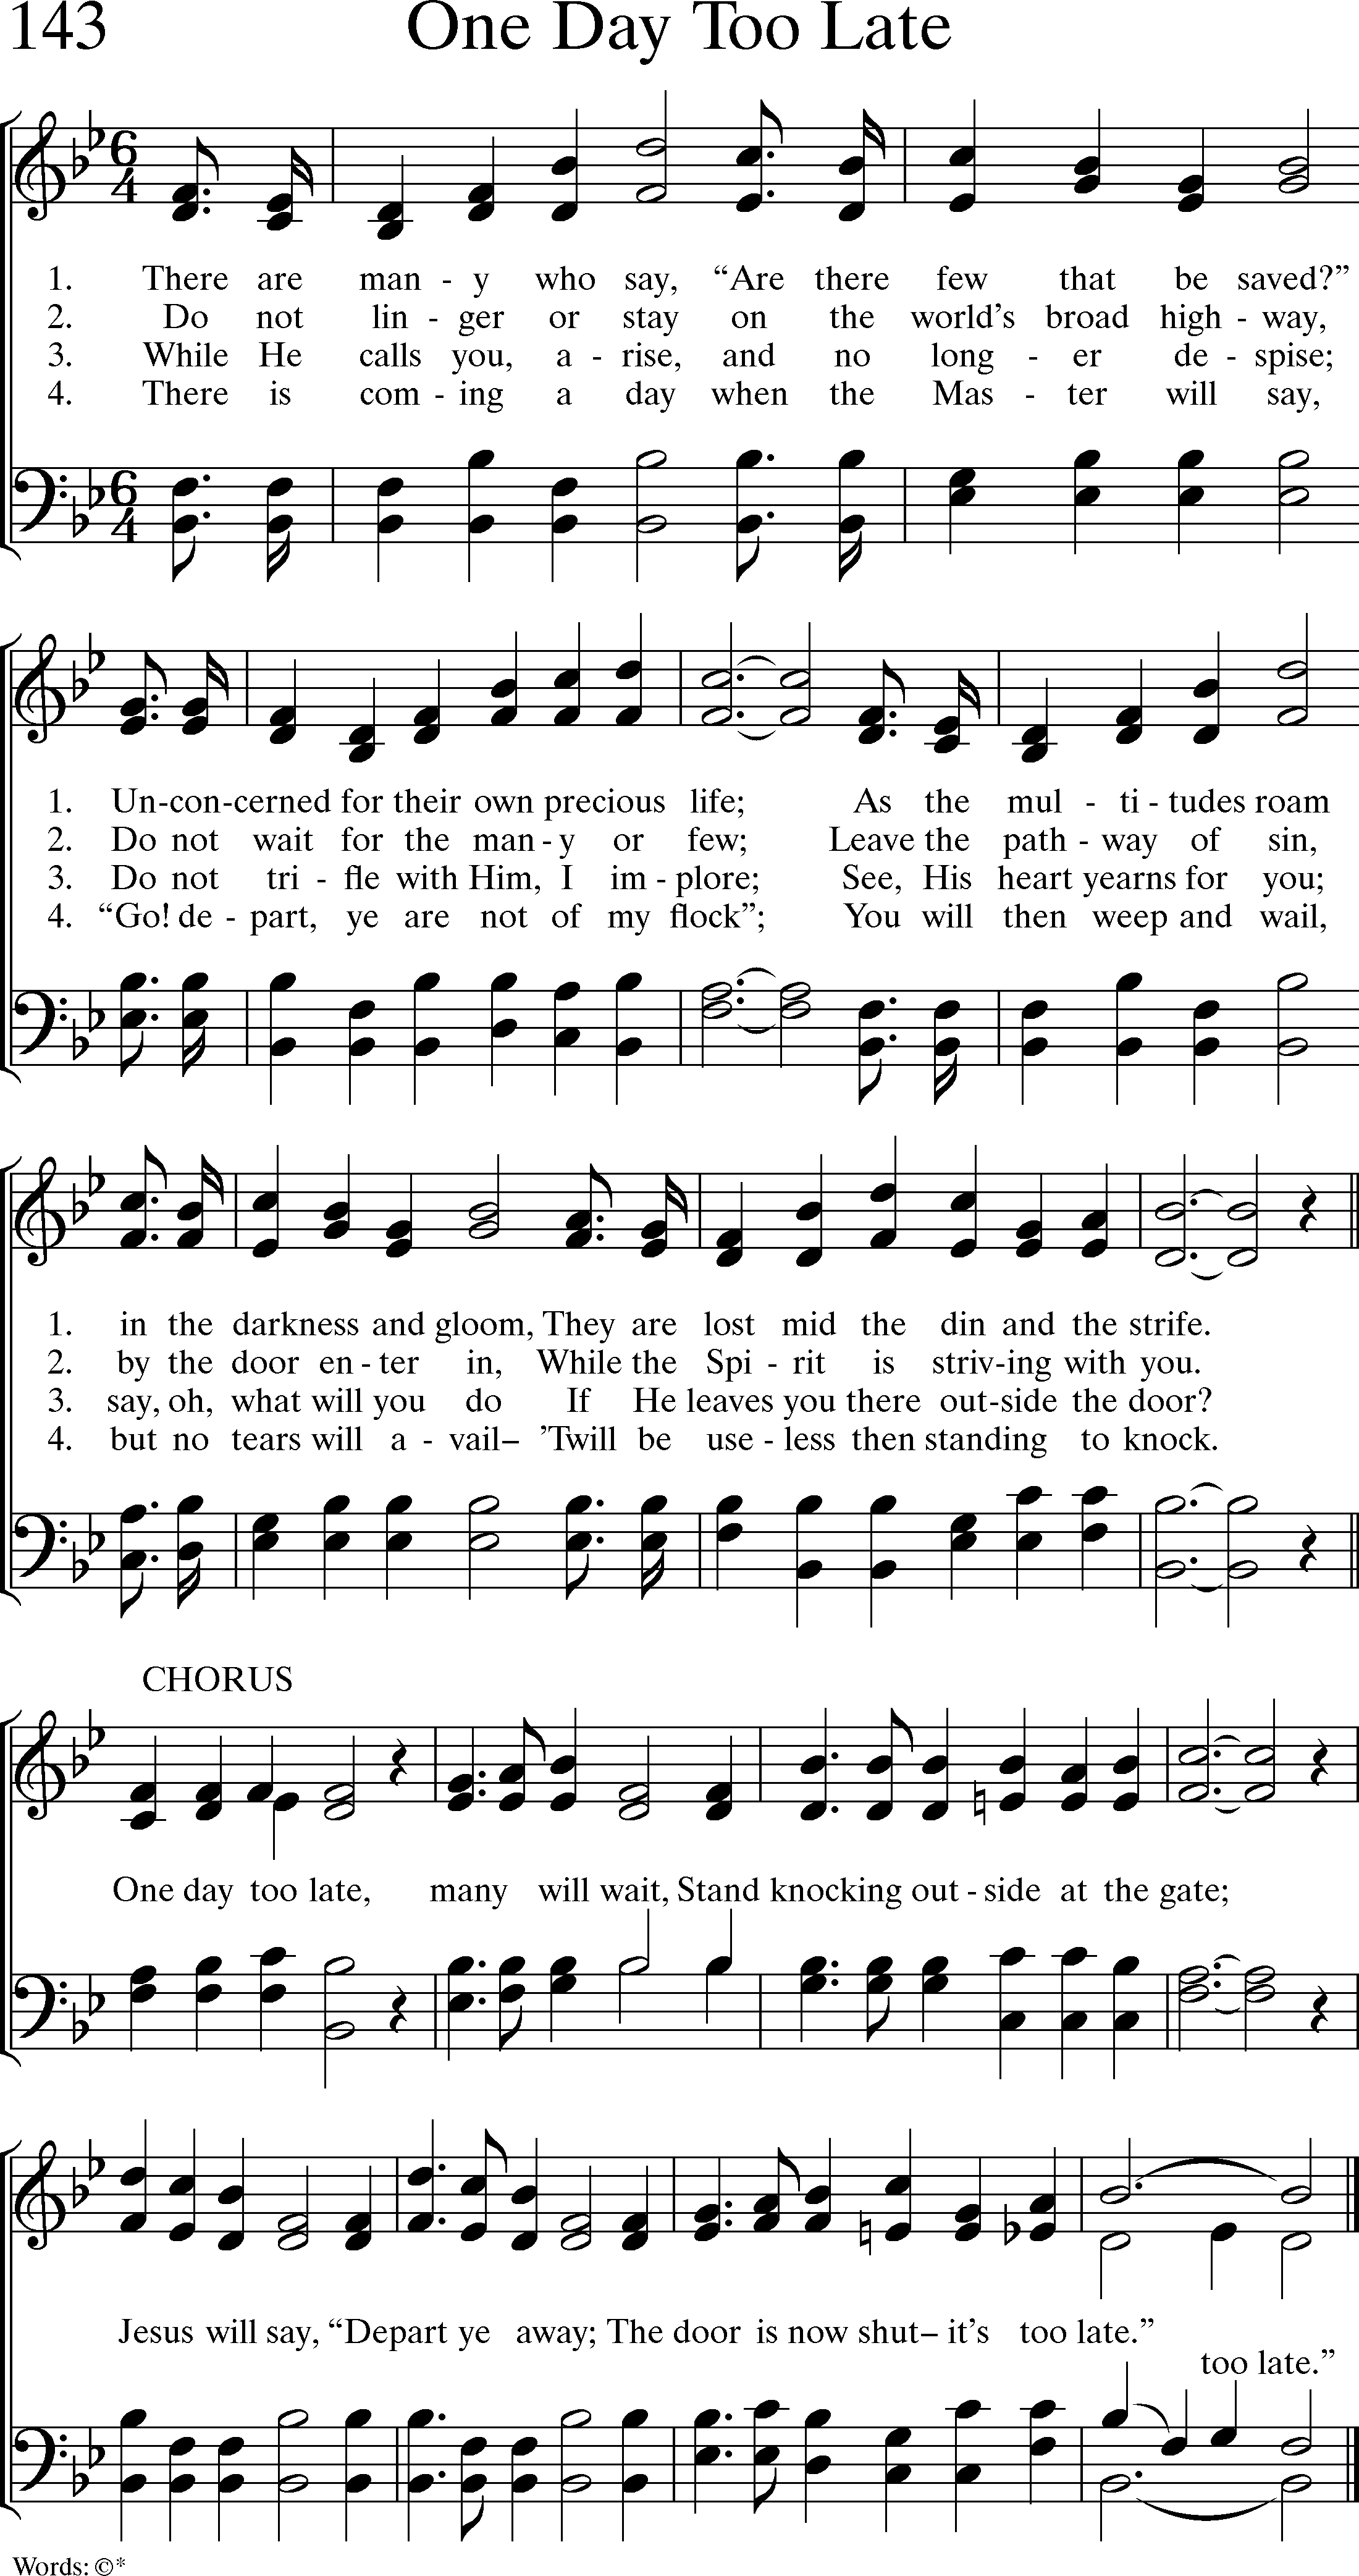 143 One Day Too Late
1. There are man - y who say, “Are there few that be saved?”
2. Do not lin - ger or stay on the world’s broad high - way,
3. While He calls you, a - rise, and no long - er de - spise;
4. There is com - ing a day when the Mas - ter will say,
1. Un-con-cerned for their own precious life; As the mul - ti - tudes roam
2. Do not wait for the man - y or few; Leave the path - way of sin,
3. Do not tri - fle with Him, I im - plore; See, His heart yearns for you;
4. “Go! de - part, ye are not of my flock”; You will then weep and wail,
1. in the darkness and gloom, They are lost mid the din and the strife.
2. by the door en - ter in, While the Spi - rit is striv-ing with you.
3. say, oh, what will you do If He leaves you there out-side the door?
4. but no tears will a - vail– ’Twill be use - less then standing to knock.
CHORUS
One day too late, many will wait, Stand knocking out - side at the gate;
Jesus will say, “Depart ye away; The door is now shut– it’s too late.”
too late.”
Words: ©*